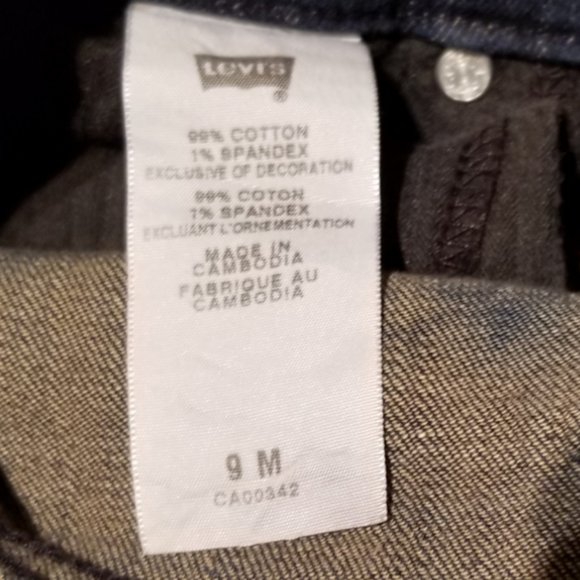 LEVI'S
®
99% COTTON
1% SPANDEX
EXCLUSIVE OF DECORATION
99% COTON
1% SPANDEX
EXCLUANT L'ORNEMENTATION
MADE IN
CAMBODIA
FABRIQUE AU
CAMBODIA
9 M
CA00342